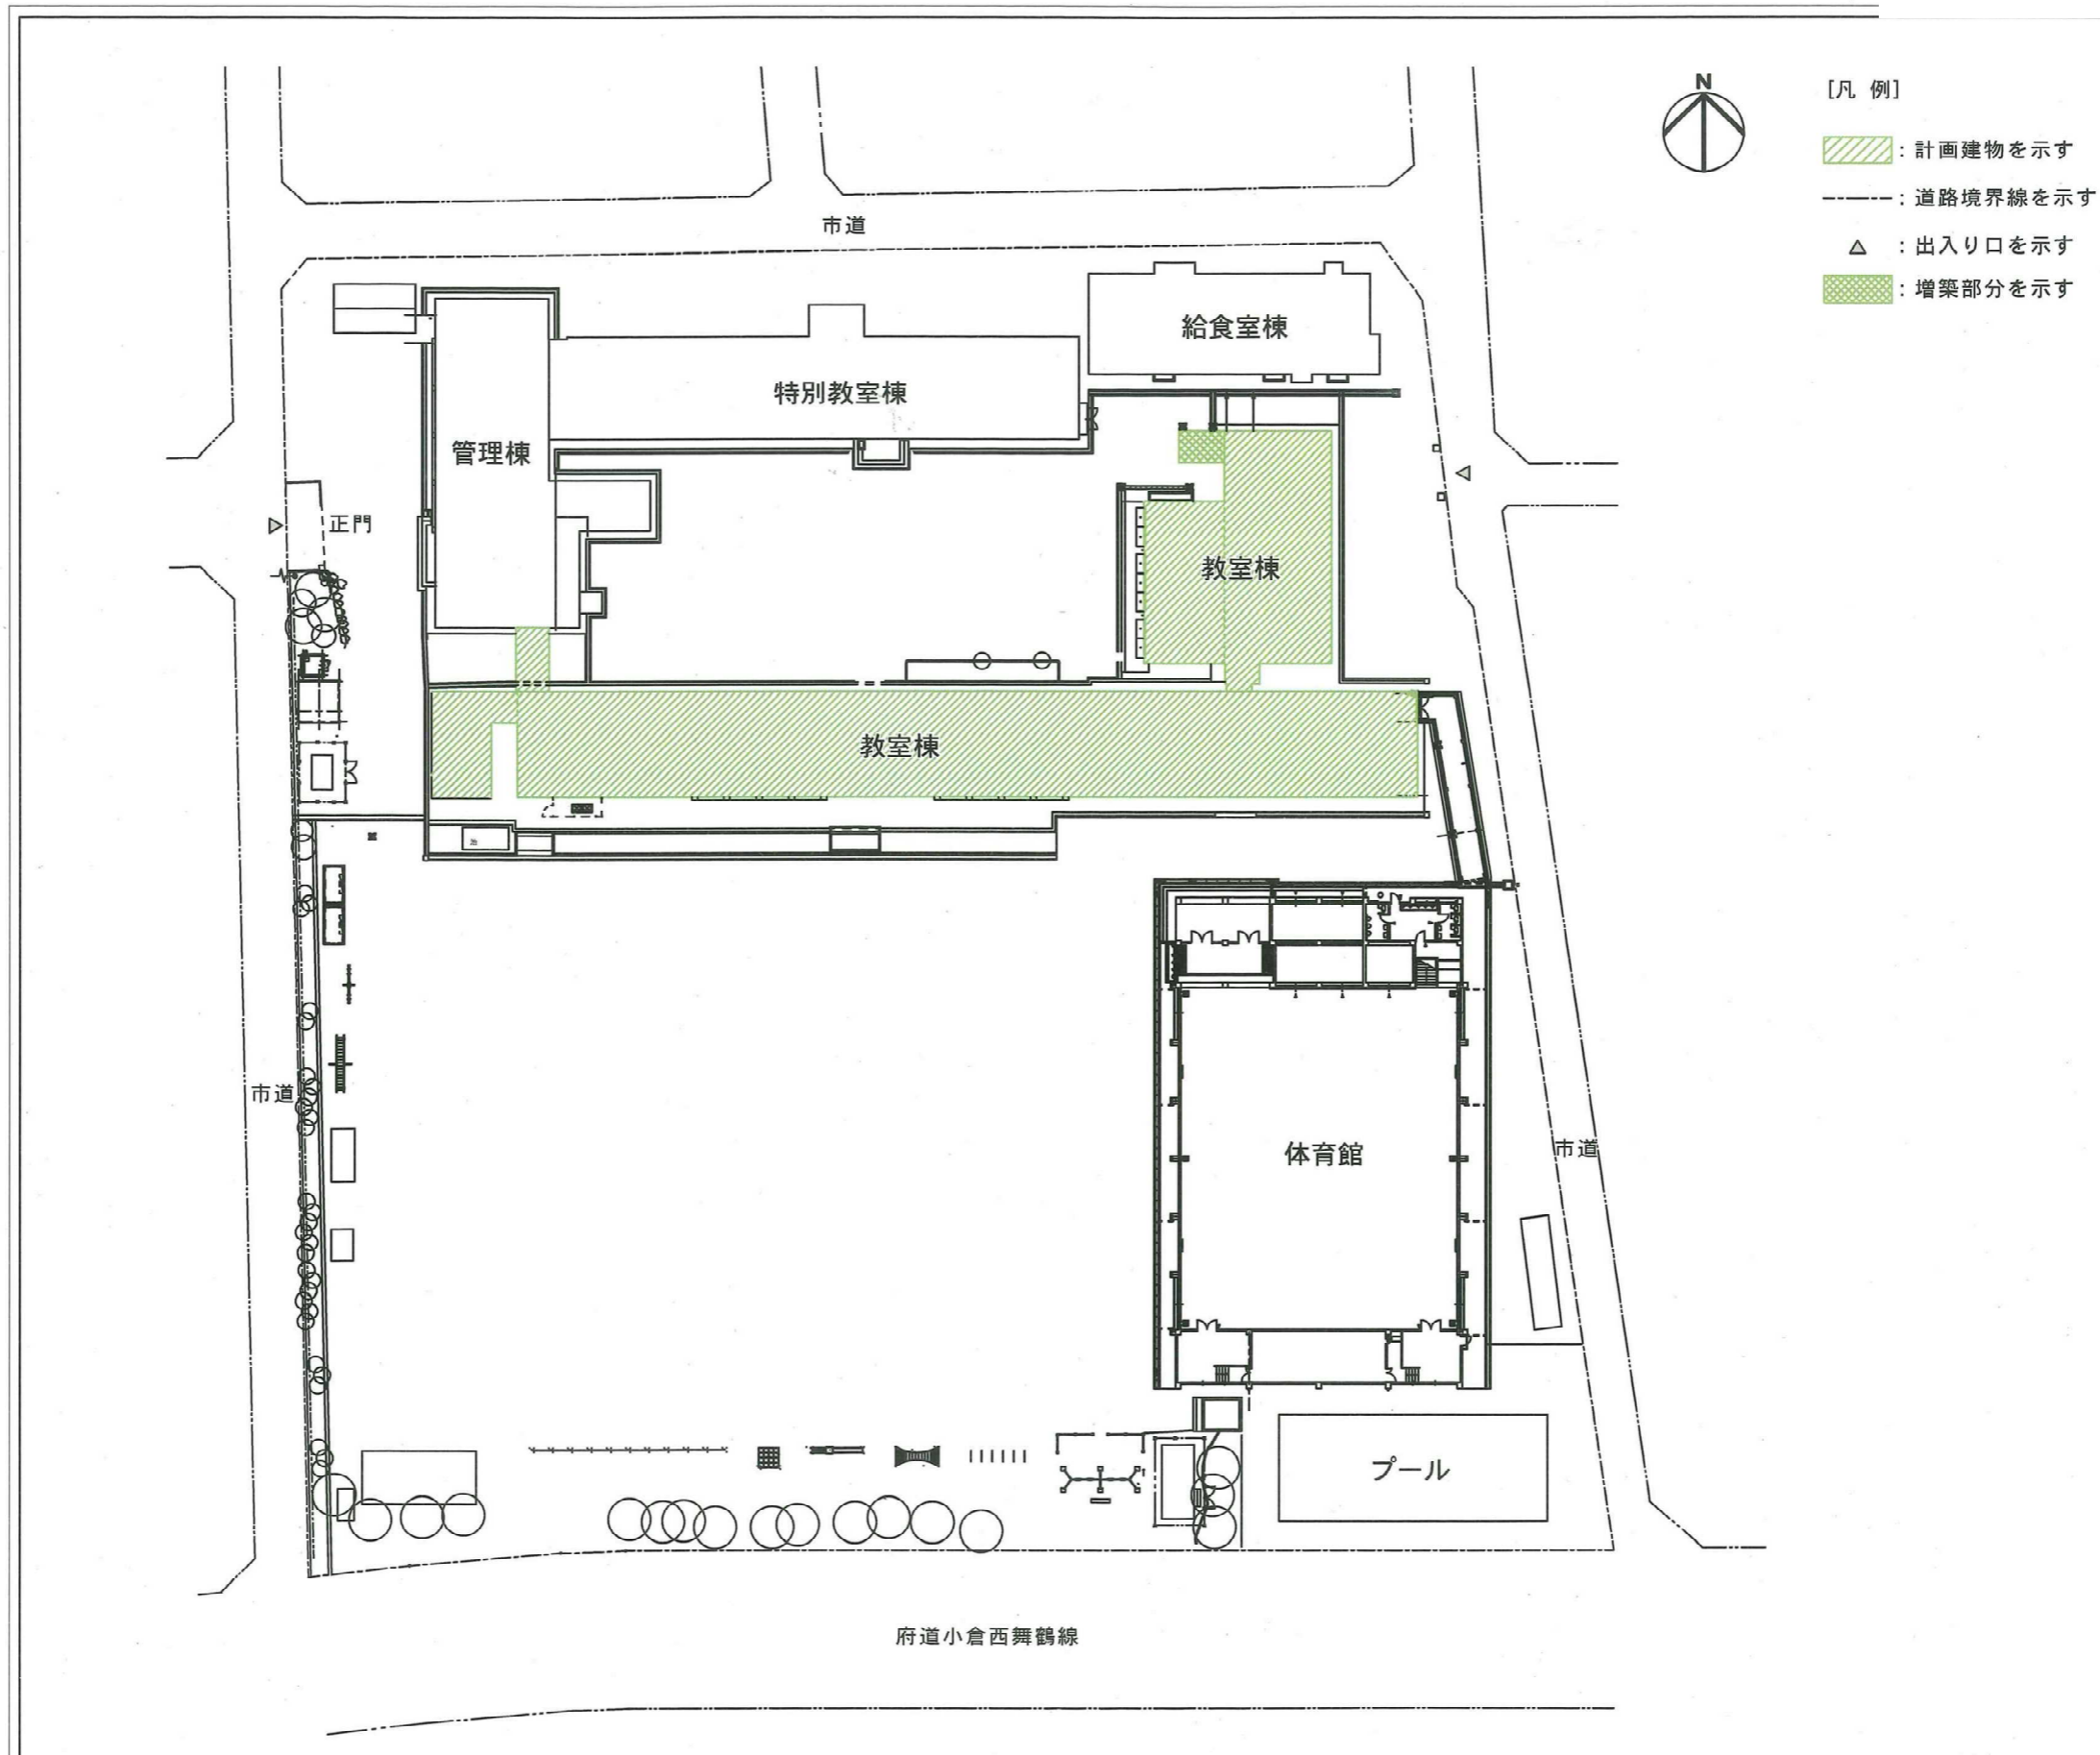 N
[凡 例]
：計画建物を示す
：道路境界線を示す
：出入り口を示す
：増築部分を示す
市道
給食室棟
特別教室棟
管理棟
正門
教室棟
教室棟
市道
体育館
市道
プール
府道小倉西舞鶴線